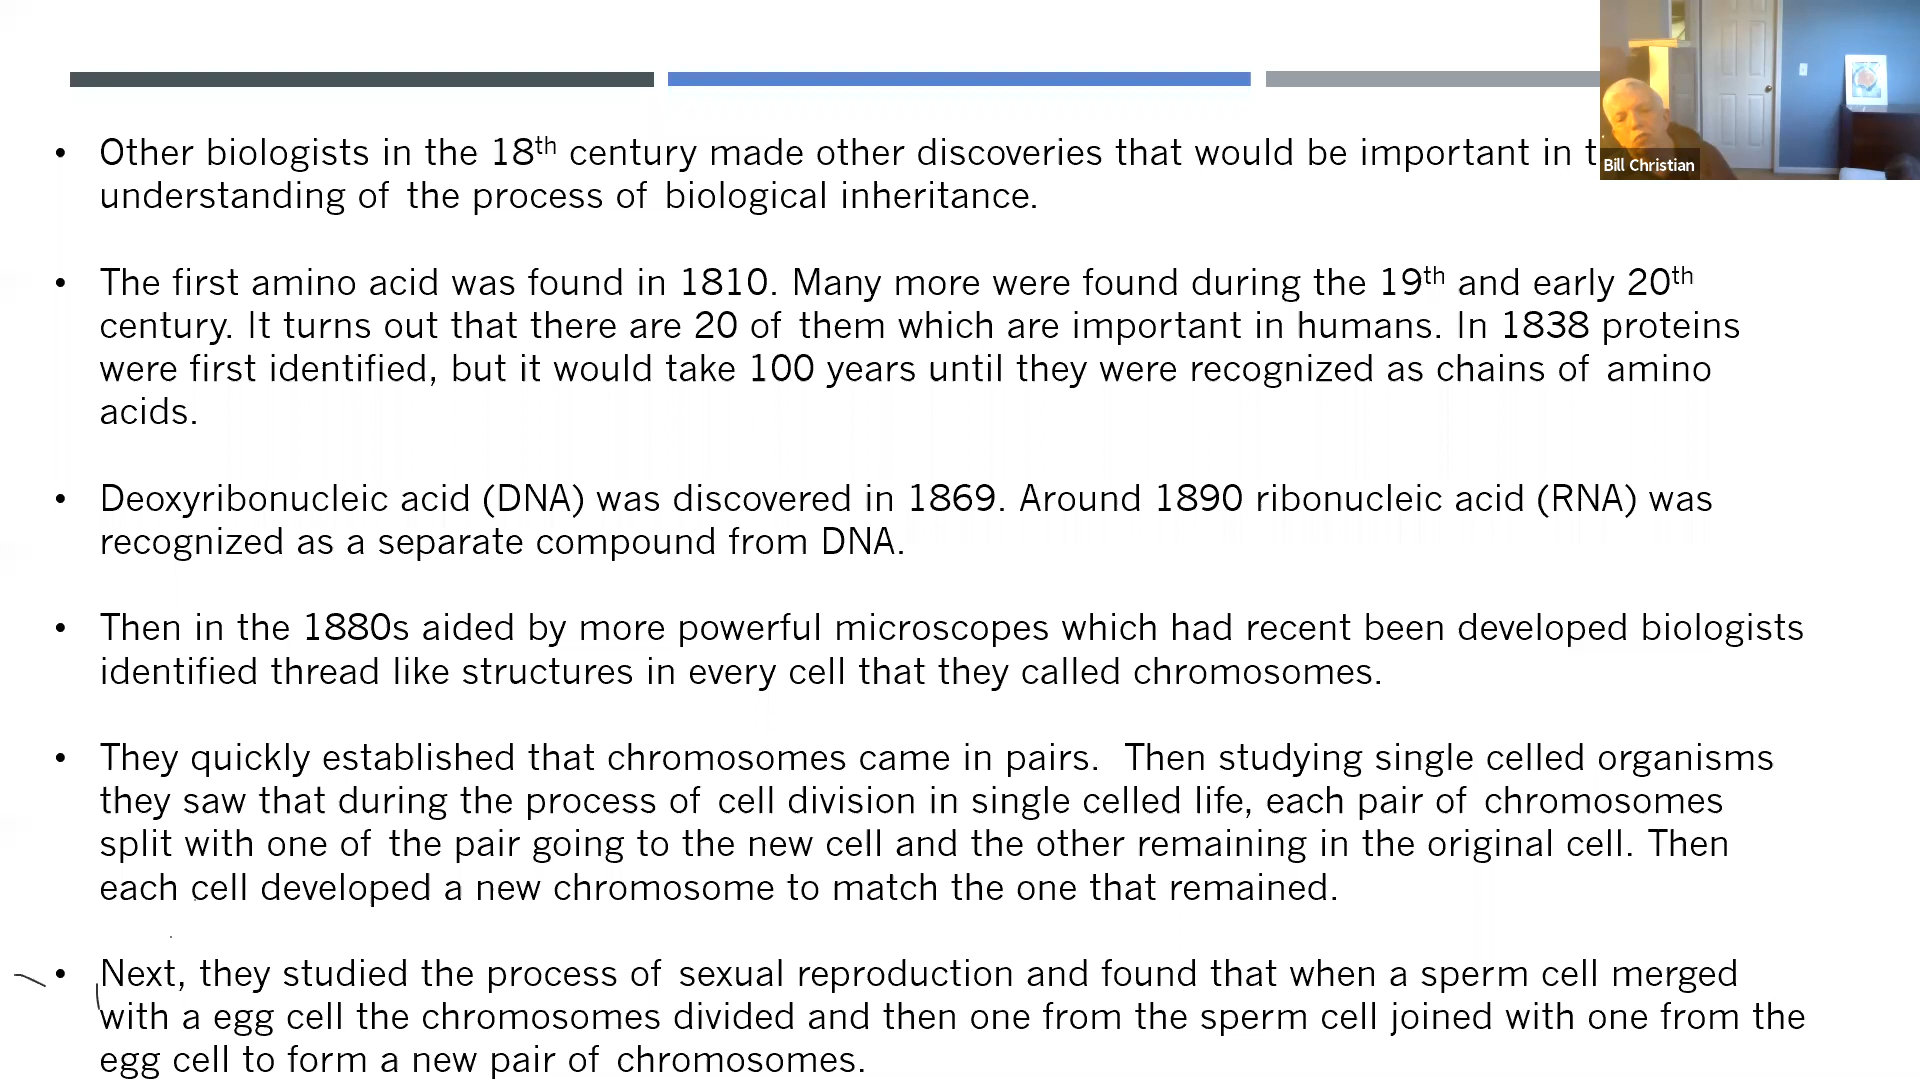 Other biologists in the 18th century made other discoveries that would be important in t
understanding of the process of biological inheritance.
The first amino acid was found in 1810. Many more were found during the 19th and early 20th
century. It turns out that there are 20 of them which are important in humans. In 1838 proteins
were first identified, but it would take 100 years until they were recognized as chains of amino
acids.
Deoxyribonucleic acid (DNA) was discovered in 1869. Around 1890 ribonucleic acid (RNA) was
recognized as a separate compound from DNA.
Then in the 1880s aided by more powerful microscopes which had recent been developed biologists
identified thread like structures in every cell that they called chromosomes.
They quickly established that chromosomes came in pairs. Then studying single celled organisms
they saw that during the process of cell division in single celled life, each pair of chromosomes
split with one of the pair going to the new cell and the other remaining in the original cell. Then
each cell developed a new chromosome to match the one that remained.
Next, they studied the process of sexual reproduction and found that when a sperm cell merged
with a egg cell the chromosomes divided and then one from the sperm cell joined with one from the
egg cell to form a new pair of chromosomes.
Bill Christian